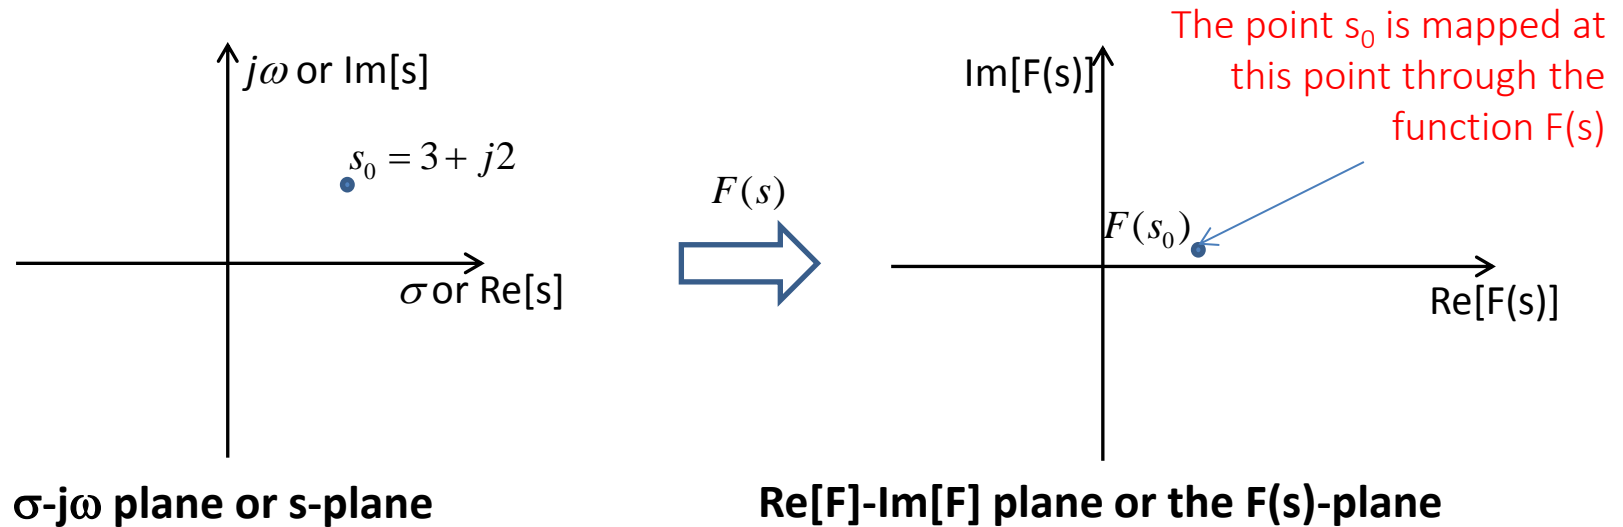 jω or Im[s]
s₀ = 3 + j2
σ or Re[s]
σ-jω plane or s-plane
F(s)
The point s₀ is mapped at
this point through the
function F(s)
Im[F(s)]
F(s₀)
Re[F(s)]
Re[F]-Im[F] plane or the F(s)-plane